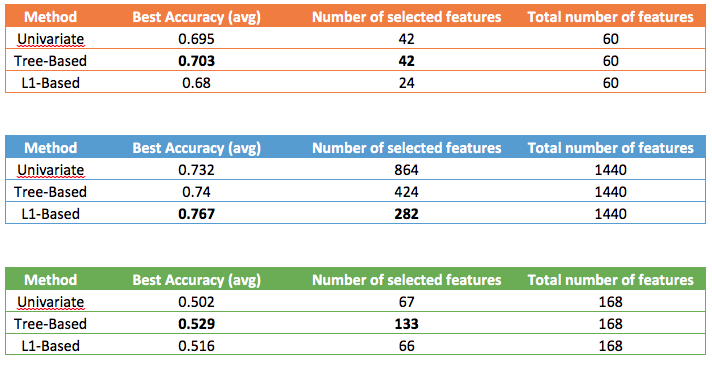 Method Best Accuracy (avg) Number of selected features Total number of features
Univariate 0.695 42 60
Tree-Based 0.703 42 60
L1-Based 0.68 24 60
Method Best Accuracy (avg) Number of selected features Total number of features
Univariate 0.732 864 1440
Tree-Based 0.74 424 1440
L1-Based 0.767 282 1440
Method Best Accuracy (avg) Number of selected features Total number of features
Univariate 0.502 67 168
Tree-Based 0.529 133 168
L1-Based 0.516 66 168